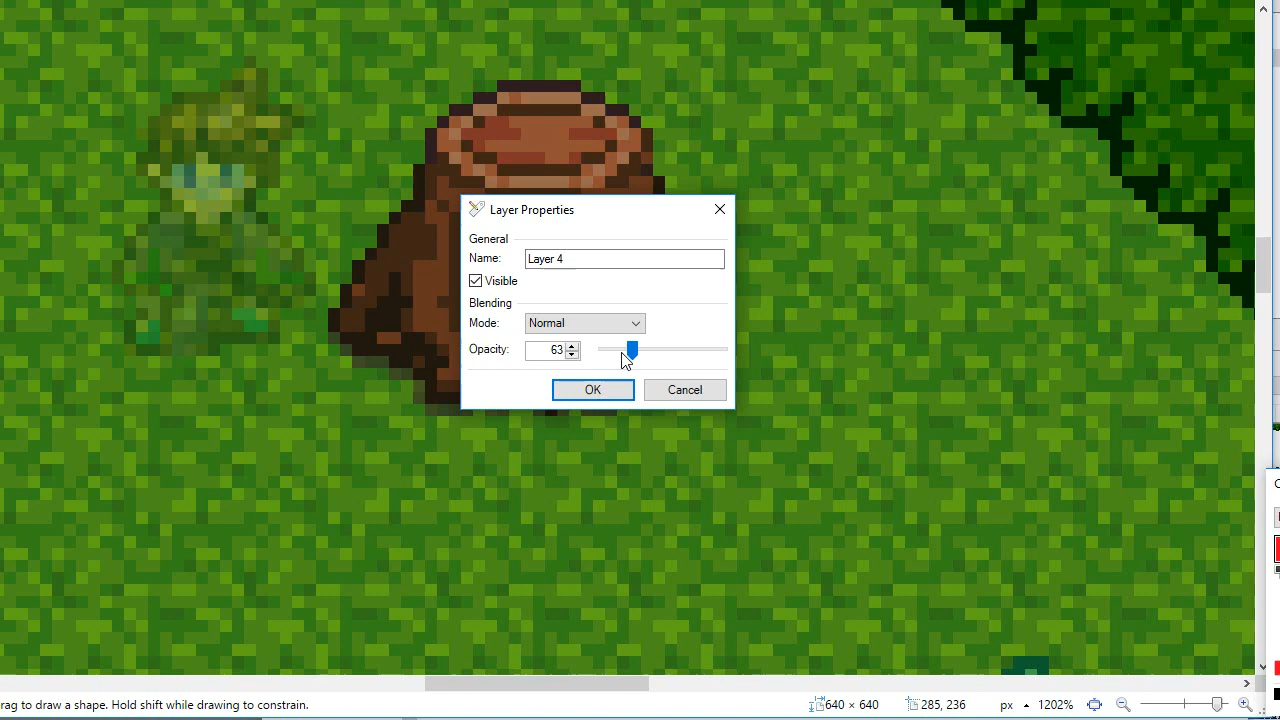 Layer Properties
General
Name: Layer 4
Visible
Blending
Mode: Normal
Opacity: 63
OK Cancel
rag to draw a shape. Hold shift while drawing to constrain. 640 × 480 285, 236 px 1202%